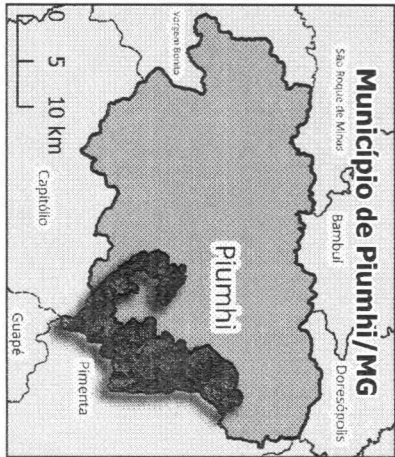 Município de Piumhi/MG
São Roque de Minas
Bambuí
Doresópolis
Vargem Bonita
Piumhi
0 5 10 km
Capitólio
Pimenta
Guapé